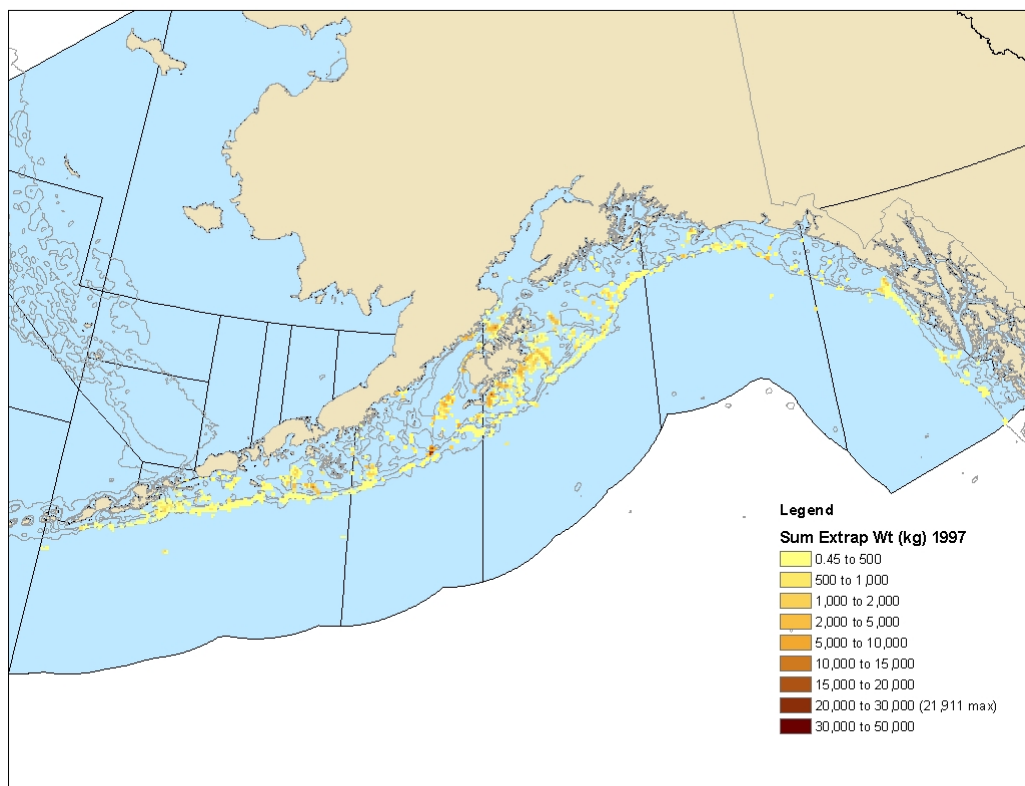 Legend
Sum Extrap Wt (kg) 1997
0.45 to 500
500 to 1,000
1,000 to 2,000
2,000 to 5,000
5,000 to 10,000
10,000 to 15,000
15,000 to 20,000
20,000 to 30,000 (21,911 max)
30,000 to 50,000